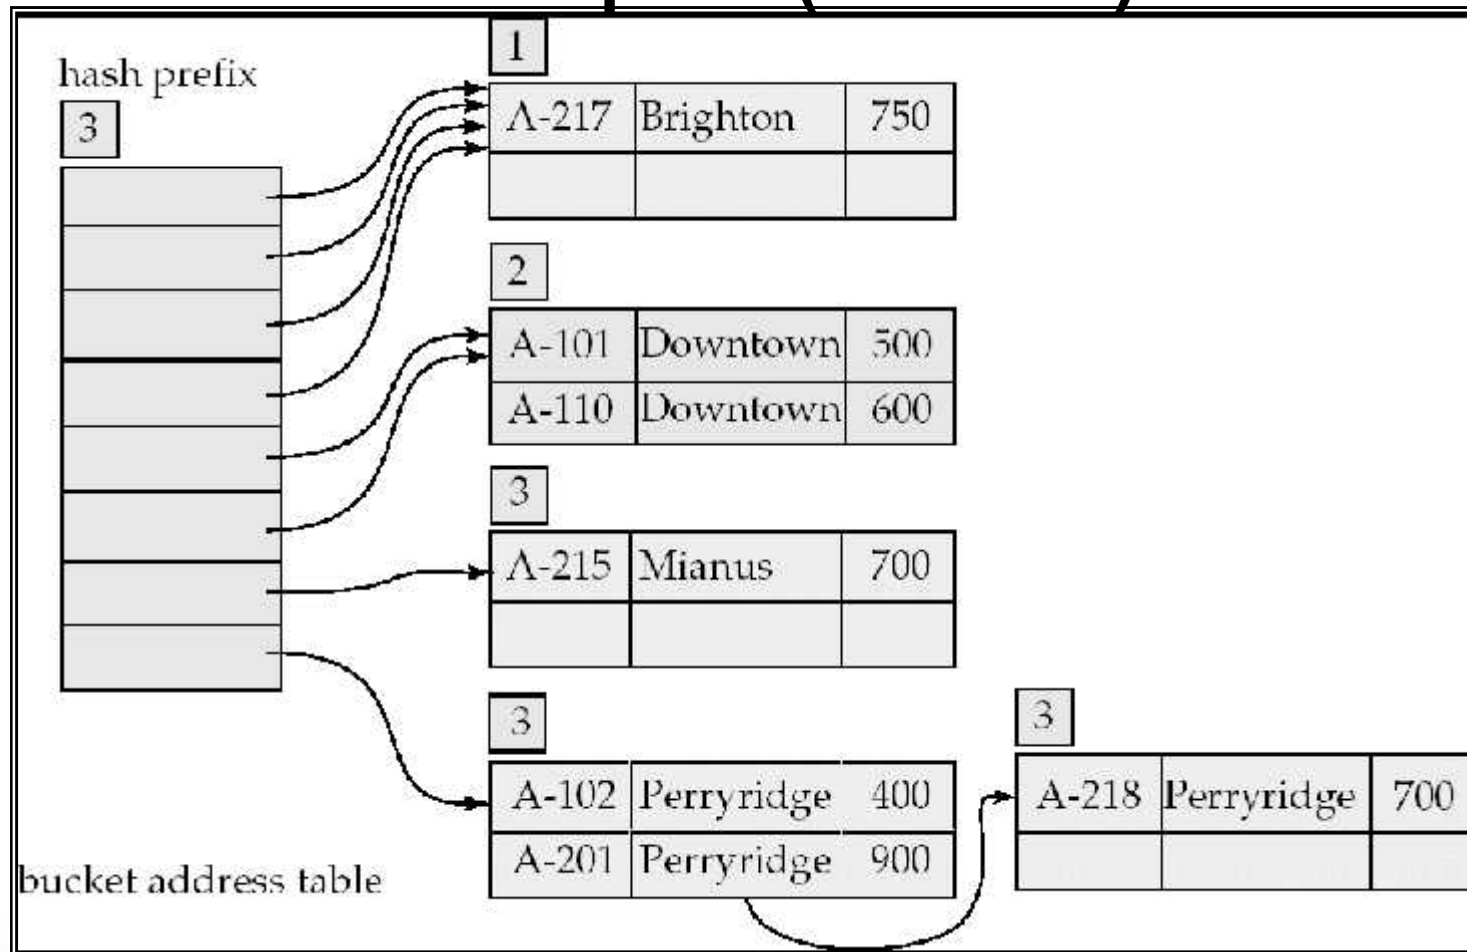 hash prefix
3
1
A-217 Brighton 750
2
A-101 Downtown 500
A-110 Downtown 600
3
A-215 Mianus 700
3
A-102 Perryridge 400
A-201 Perryridge 900
3
A-218 Perryridge 700
bucket address table